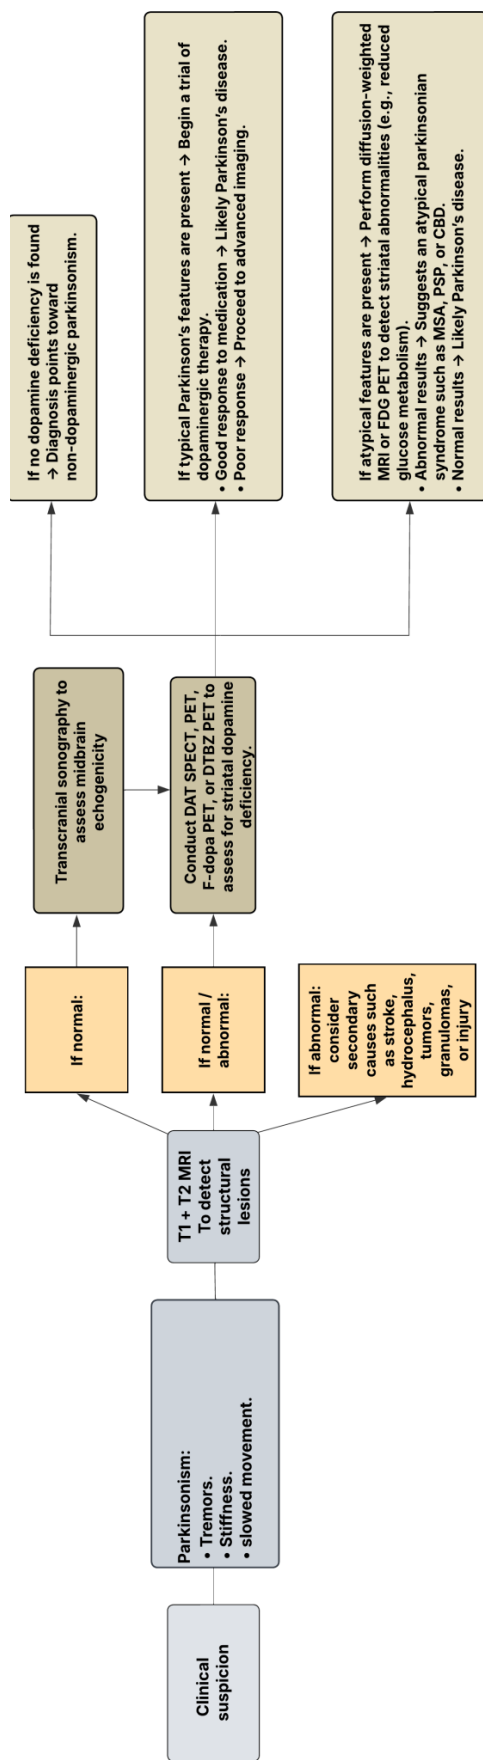 Clinical
suspicion
Parkinsonism:
• Tremors.
• Stiffness.
• slowed movement.
T1 + T2 MRI
To detect
structural
lesions
If normal:
If normal /
abnormal:
If abnormal:
consider
secondary
causes such
as stroke,
hydrocephalus,
tumors,
granulomas,
or injury
Transcranial sonography to
assess midbrain
echogenicity
Conduct DAT SPECT, PET,
F-dopa PET, or DTBZ PET to
assess for striatal dopamine
deficiency.
If no dopamine deficiency is found
→ Diagnosis points toward
non-dopaminergic parkinsonism.
If typical Parkinson's features are present → Begin a trial of
dopaminergic therapy.
• Good response to medication → Likely Parkinson's disease.
• Poor response → Proceed to advanced imaging.
If atypical features are present → Perform diffusion-weighted
MRI or FDG PET to detect striatal abnormalities (e.g., reduced
glucose metabolism).
• Abnormal results → Suggests an atypical parkinsonian
syndrome such as MSA, PSP, or CBD.
• Normal results → Likely Parkinson's disease.